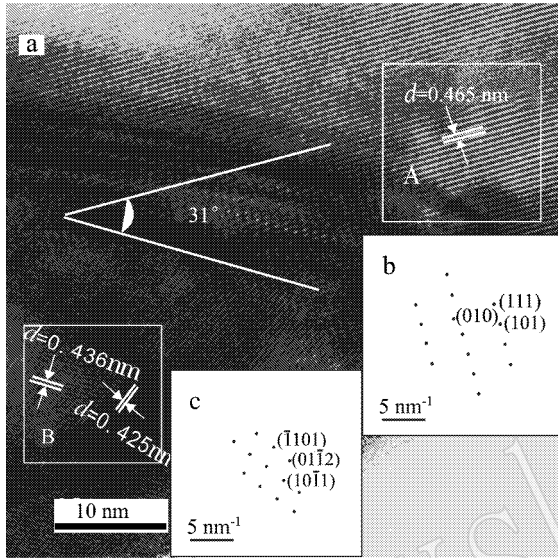 a
d=0.465 nm
A
31°
b
(111)
(010)
(101)
5 nm⁻¹
d=0.436nm
d=0.425nm
B
10 nm
c
(1̄101)
(011̄2)
(101̄1)
5 nm⁻¹